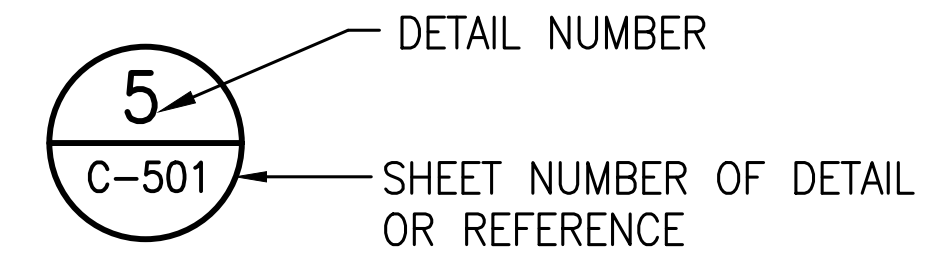 DETAIL NUMBER
5
C-501
SHEET NUMBER OF DETAIL
OR REFERENCE